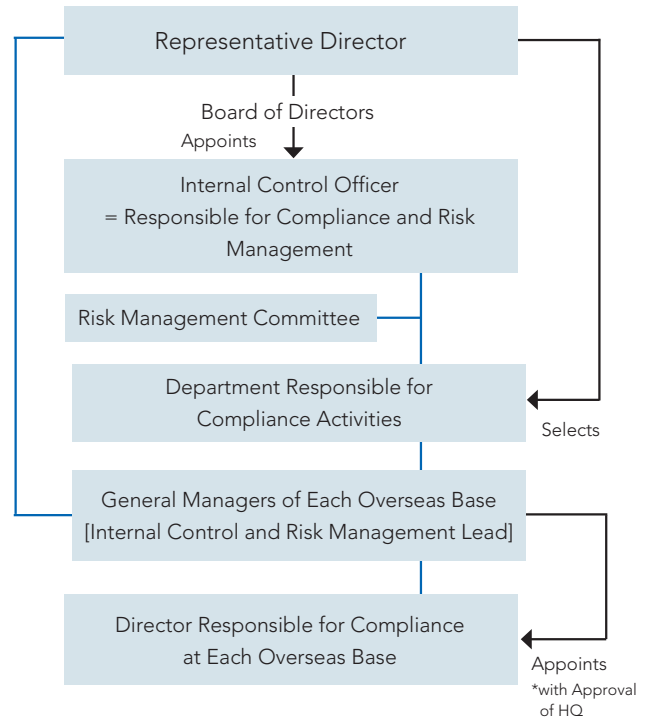 Representative Director
Board of Directors
Appoints
Internal Control Officer
= Responsible for Compliance and Risk
Management
Risk Management Committee
Department Responsible for
Compliance Activities
Selects
General Managers of Each Overseas Base
[Internal Control and Risk Management Lead]
Director Responsible for Compliance
at Each Overseas Base
Appoints
*with Approval
of HQ